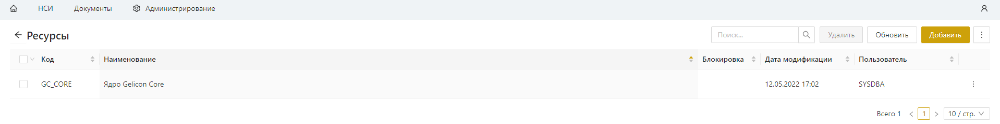 НСИ Документы Администрирование
Ресурсы Поиск... Удалить Обновить Добавить
Код Наименование Блокировка Дата модификации Пользователь
GC_CORE Ядро Gelicon Core 12.05.2022 17:02 SYSDBA
Всего 1 1 10 / стр.